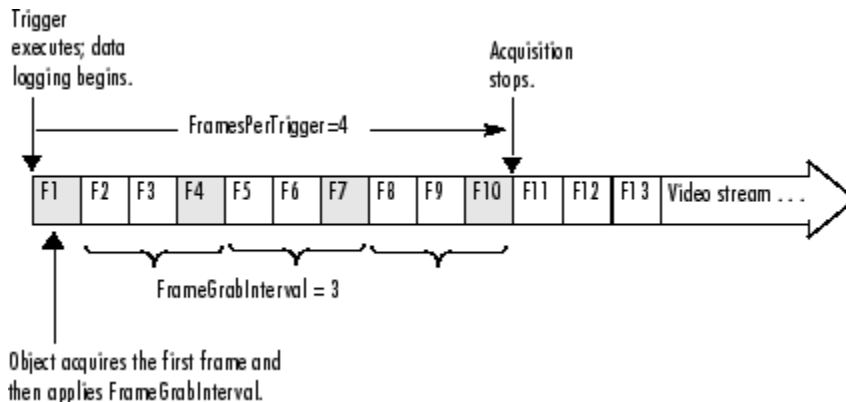 Trigger
executes; data
logging begins.
Acquisition
stops.
FramesPerTrigger=4
F1 F2 F3 F4 F5 F6 F7 F8 F9 F10 F11 F12 F13 Video stream . . .
FrameGrabInterval = 3
Object acquires the first frame and
then applies FrameGrabInterval.